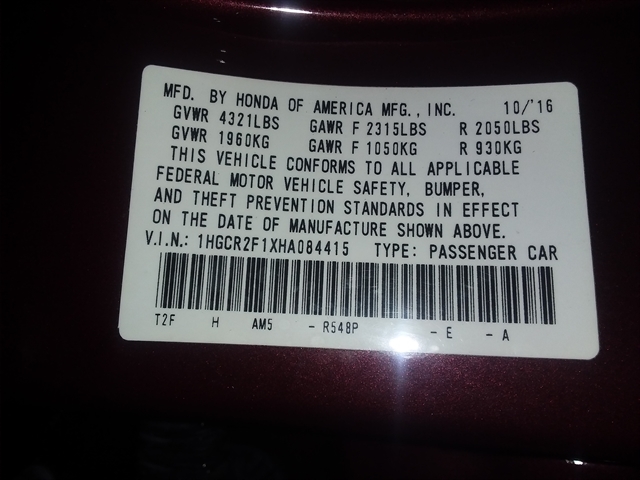 MFD. BY HONDA OF AMERICA MFG., INC. 10/'16
GVWR 4321LBS GAWR F 2315LBS R 2050LBS
GVWR 1960KG GAWR F 1050KG R 930KG
THIS VEHICLE CONFORMS TO ALL APPLICABLE
FEDERAL MOTOR VEHICLE SAFETY, BUMPER,
AND THEFT PREVENTION STANDARDS IN EFFECT
ON THE DATE OF MANUFACTURE SHOWN ABOVE.
V.I.N.: 1HGCR2F1XHA084415 TYPE: PASSENGER CAR
T2F H AM5 - R548P - E - A